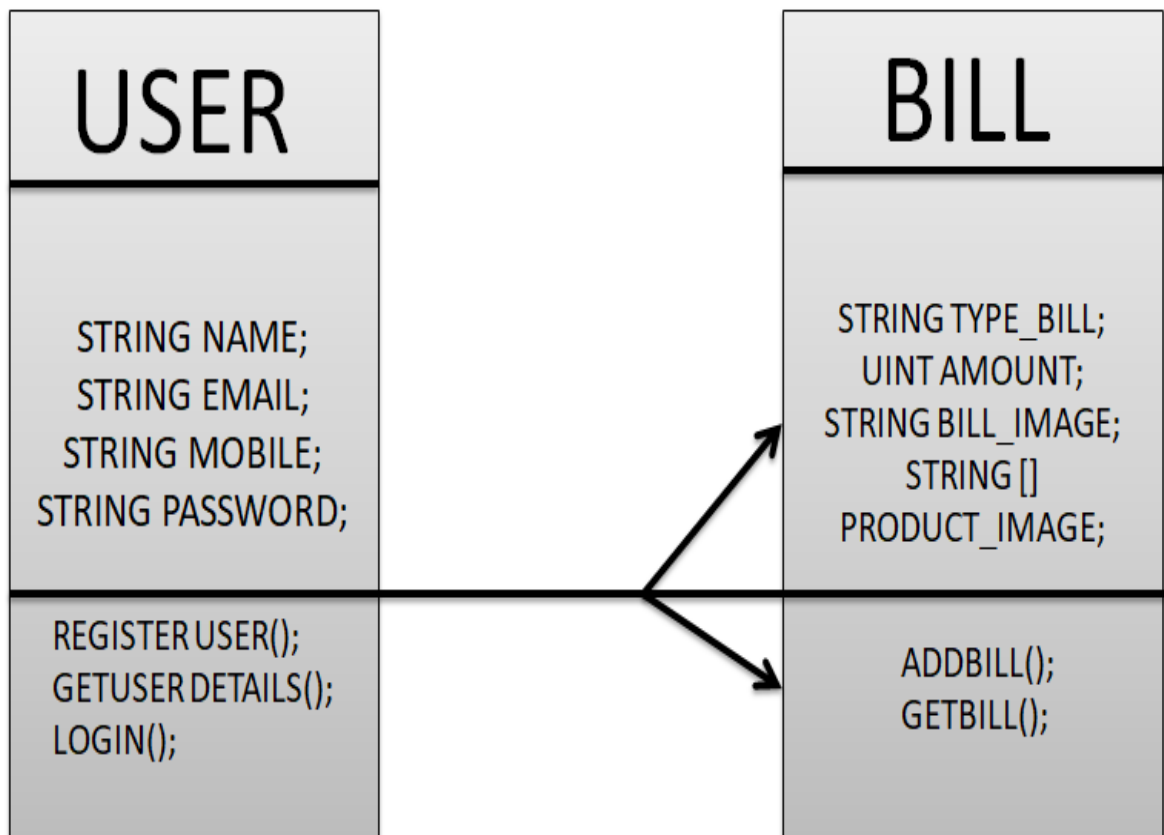 USER
STRING NAME;
STRING EMAIL;
STRING MOBILE;
STRING PASSWORD;
REGISTER USER();
GETUSER DETAILS();
LOGIN();
BILL
STRING TYPE_BILL;
UINT AMOUNT;
STRING BILL_IMAGE;
STRING []
PRODUCT_IMAGE;
ADDBILL();
GETBILL();